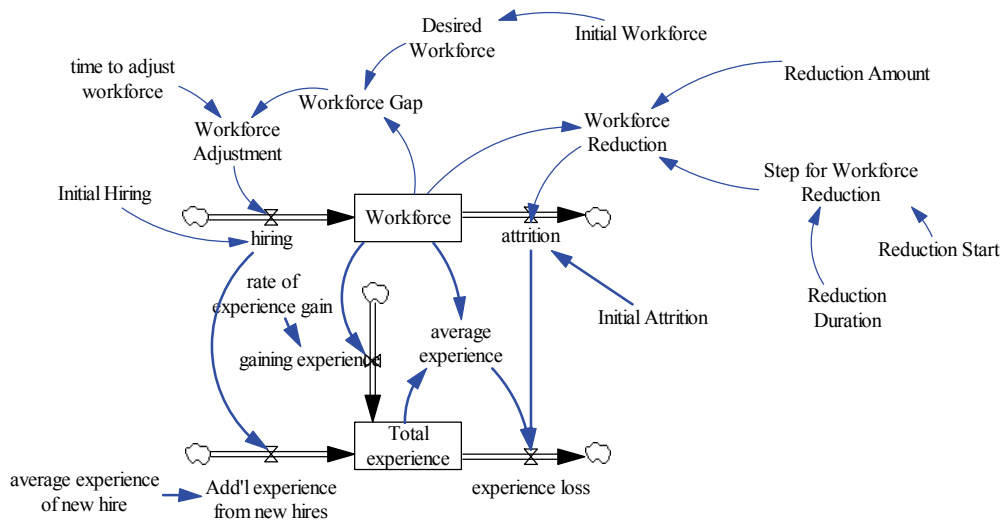 Desired
Workforce
Initial Workforce
time to adjust
workforce
Workforce Gap
Reduction Amount
Workforce
Adjustment
Workforce
Reduction
Step for Workforce
Reduction
Initial Hiring
Workforce
hiring
attrition
Reduction Start
rate of
experience gain
Initial Attrition
Reduction
Duration
average
experience
gaining experience
Total
experience
average experience
of new hire
Add'l experience
from new hires
experience loss